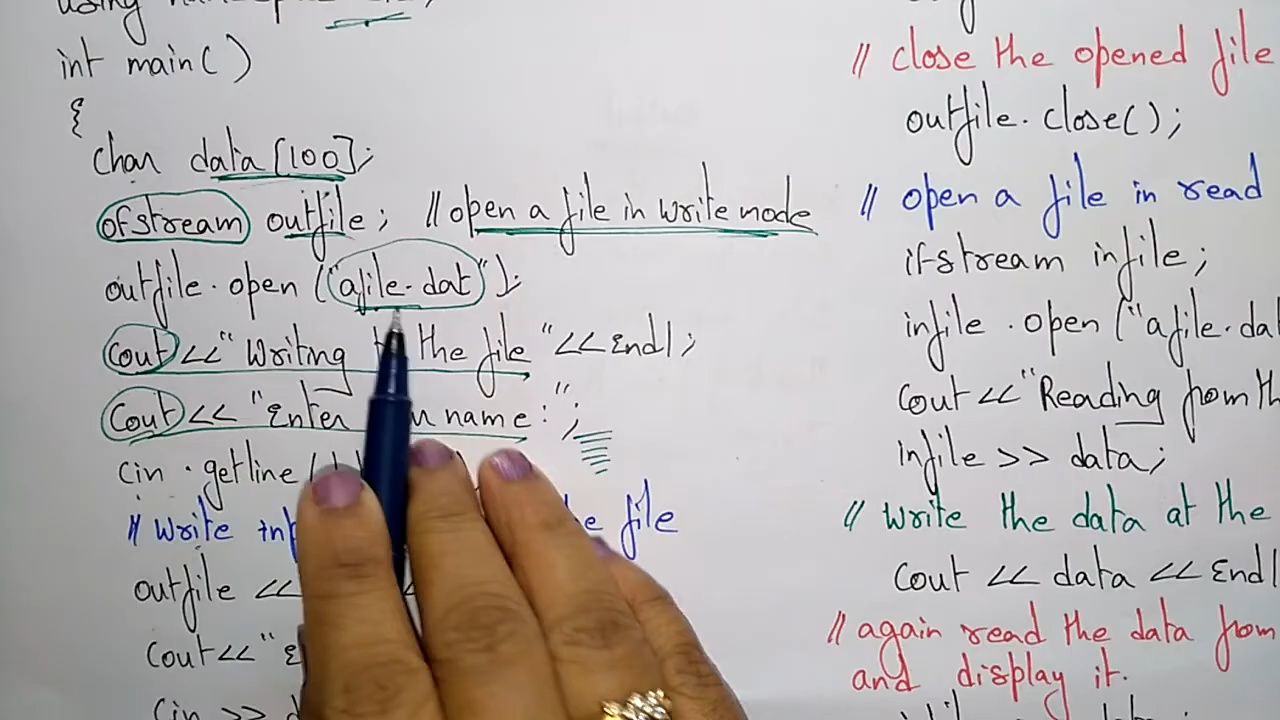 int main()
{
char data [100];
ofstream outfile; // open a file in write node
outfile.open ("afile.dat");
Cout << "Writing the file "<< Endl;
Cout << "Enter name : ";
Cin.getline (
// Write the file
outfile <<
Cout << "E
Cin >>
// close the opened file
outfile. close();
// open a file in read
ifstream infile;
infile .open ("afile.da
Cout << "Reading from
infile >> data;
// write the data at the
Cout << data << Endl
// again read the data from
and display it.